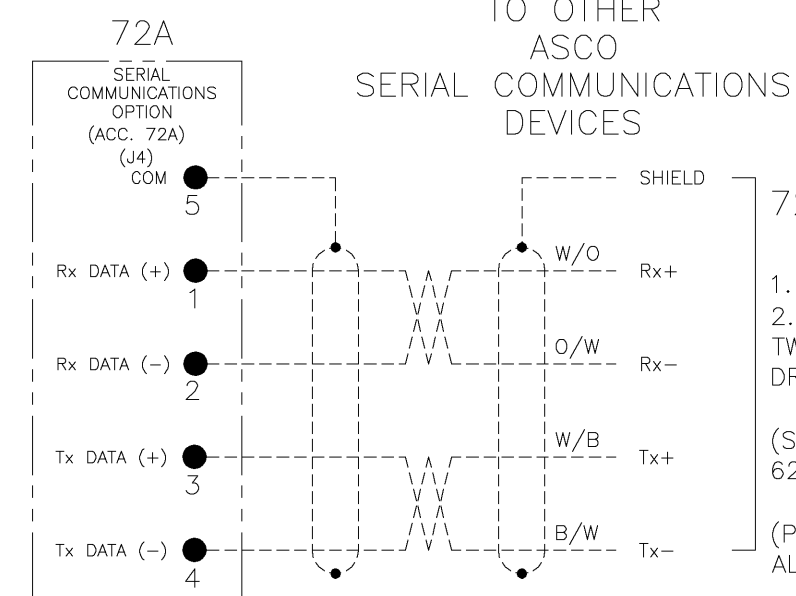 TO OTHER
ASCO
SERIAL COMMUNICATIONS
DEVICES
72A
SERIAL
COMMUNICATIONS
OPTION
(ACC. 72A)
(J4)
COM
5
SHIELD
Rx DATA (+)
1
W/O
Rx+
Rx DATA (−)
2
O/W
Rx−
Tx DATA (+)
3
W/B
Tx+
Tx DATA (−)
4
B/W
Tx−
1.
2.